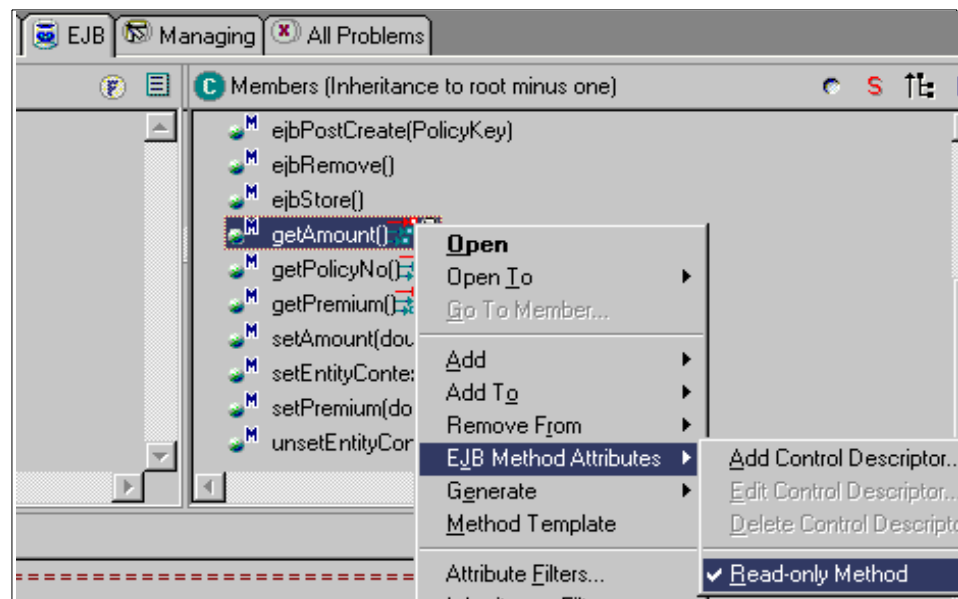 EJB Managing All Problems
Members (Inheritance to root minus one) S
ejbPostCreate(PolicyKey)
ejbRemove()
ejbStore()
getAmount()
getPolicyNo()
getPremium()
setAmount(dou
setEntityConte
setPremium(do
unsetEntityCor
Open
Open To
Go To Member...
Add
Add To
Remove From
EJB Method Attributes
Generate
Method Template
Attribute Filters...
Add Control Descriptor..
Edit Control Descriptor..
Delete Control Descripto
Read-only Method